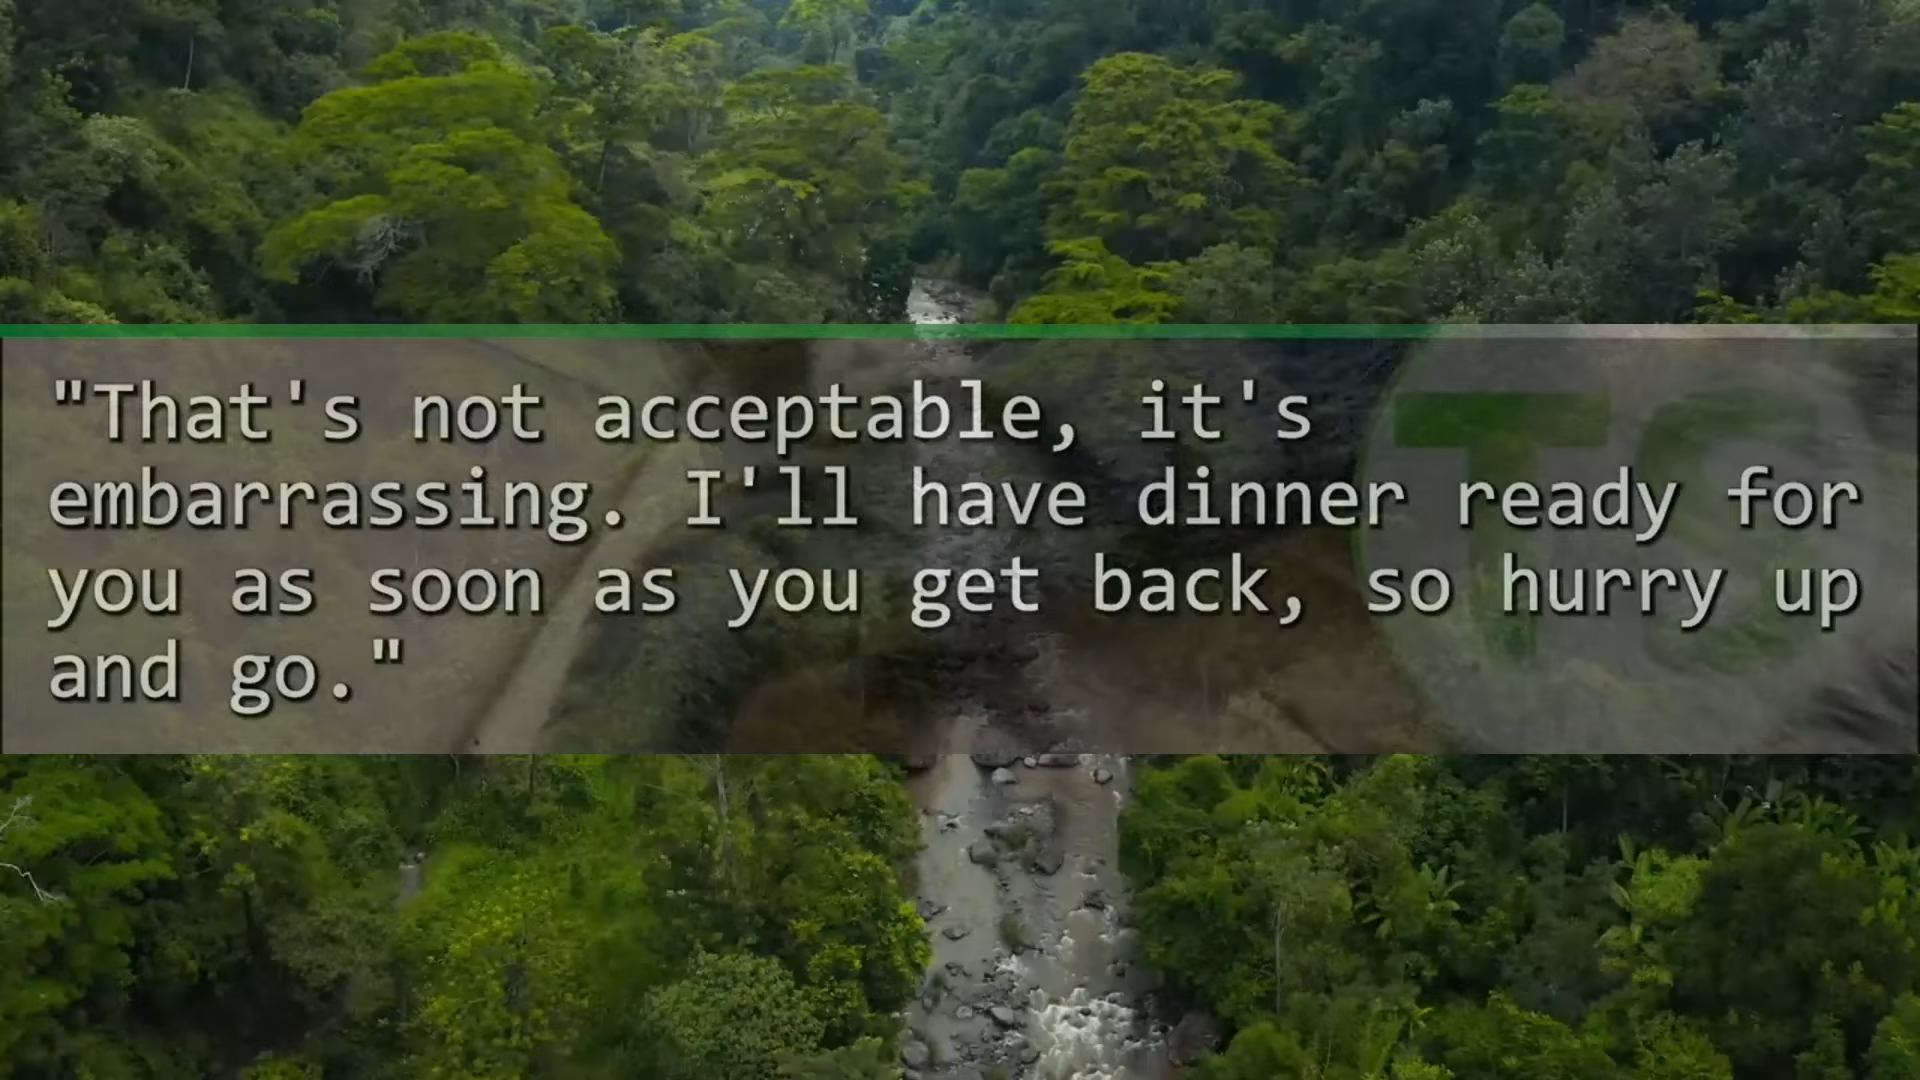 "That's not acceptable, it's
embarrassing. I'll have dinner ready for
you as soon as you get back, so hurry up
and go."
TS